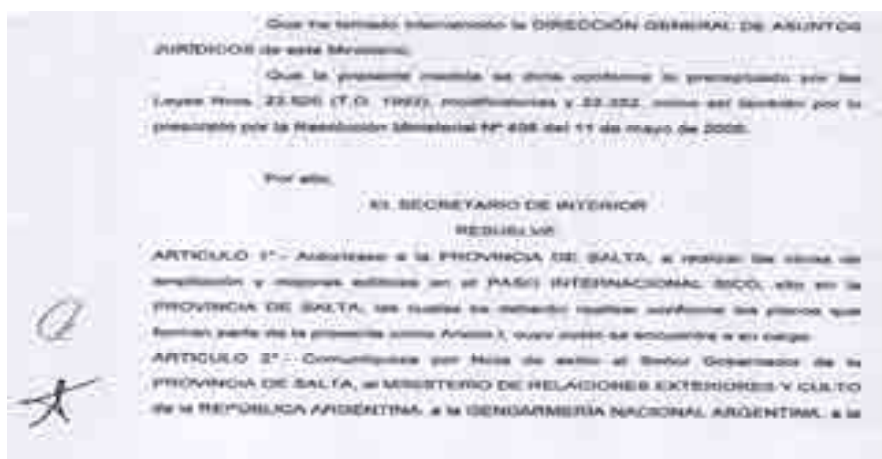 Que ha tomado intervención la DIRECCIÓN GENERAL DE ASUNTOS
JURÍDICOS de este Ministerio.
Que la presente medida se dicta conforme lo preceptuado por las
Leyes Nros. 22.520 (T.O. 1992), modificatorias y 22.352, como así también por lo
prescripto por la Resolución Ministerial Nº del 11 de mayo de
Por ello,
EL SECRETARIO DE INTERIOR
RESUELVE
ARTÍCULO 1º.- Autorízase a la PROVINCIA DE SALTA, a realizar las obras de
ampliación y mejoras edilicias en el PASO INTERNACIONAL SICO, sito en la
PROVINCIA DE SALTA, las cuales se deberán realizar conforme los planos que
forman parte de la presente como Anexo I, cuyo costo se encuentra a su cargo.
ARTÍCULO 2º.- Comuníquese por Nota de estilo al Señor Gobernador de la
PROVINCIA DE SALTA, al MINISTERIO DE RELACIONES EXTERIORES Y CULTO
de la REPÚBLICA ARGENTINA, a la GENDARMERÍA NACIONAL ARGENTINA, a la